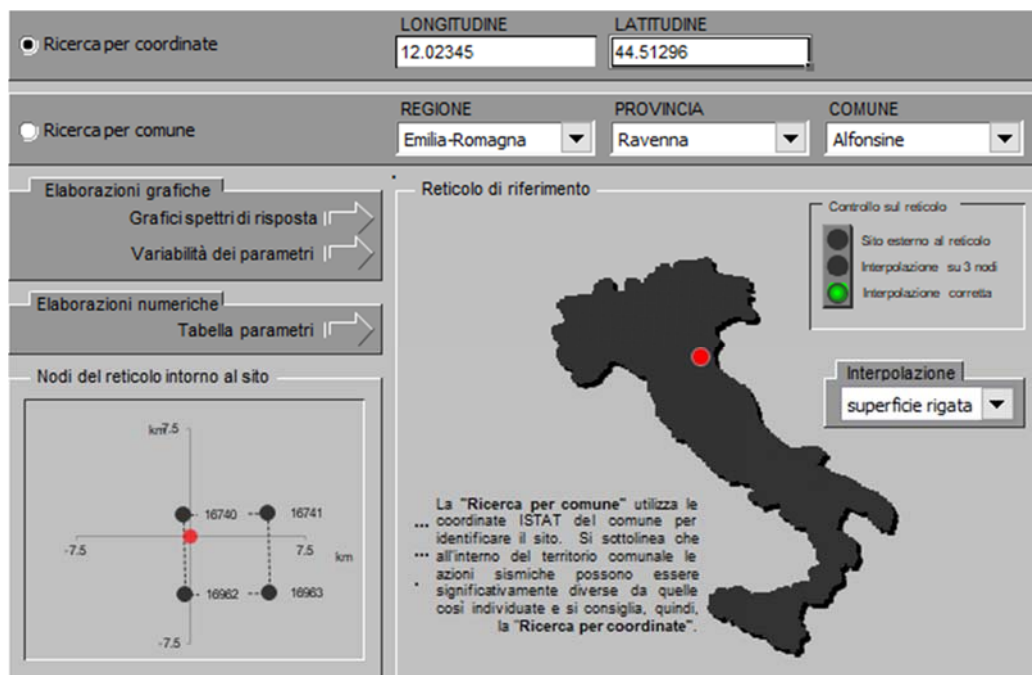 Ricerca per coordinate
LONGITUDINE
12.02345
LATITUDINE
44.51296
Ricerca per comune
REGIONE
Emilia-Romagna
PROVINCIA
Ravenna
COMUNE
Alfonsine
Elaborazioni grafiche
Grafici spettri di risposta
Variabilità dei parametri
Elaborazioni numeriche
Tabella parametri
Nodi del reticolo intorno al sito
km 7.5
16740
16741
-7.5
7.5
km
16962
16963
-7.5
Reticolo di riferimento
Controllo sul reticolo
Sito esterno al reticolo
Interpolazione su 3 nodi
Interpolazione corretta
Interpolazione
superficie rigata
La "Ricerca per comune" utilizza le
coordinate ISTAT del comune per
identificare il sito. Si sottolinea che
all'interno del territorio comunale le
azioni sismiche possono essere
significativamente diverse da quelle
così individuate e si consiglia, quindi,
la "Ricerca per coordinate".